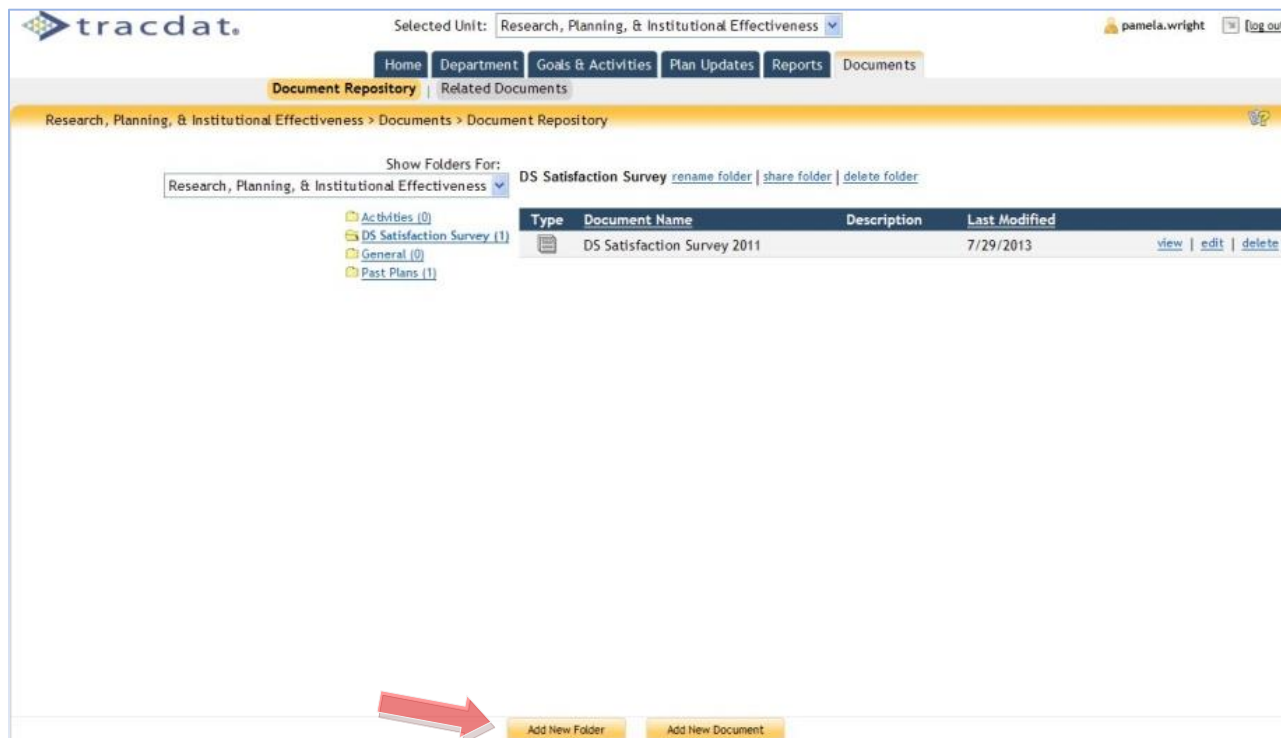 tracdat.
Selected Unit: Research, Planning, & Institutional Effectiveness
pamela.wright [log out
Home Department Goals & Activities Plan Updates Reports Documents
Document Repository | Related Documents
Research, Planning, & Institutional Effectiveness > Documents > Document Repository
Show Folders For:
Research, Planning, & Institutional Effectiveness
Activities (0)
DS Satisfaction Survey (1)
General (0)
Past Plans (1)
DS Satisfaction Survey rename folder | share folder | delete folder
Type Document Name Description Last Modified
DS Satisfaction Survey 2011 7/29/2013 view | edit | delete
Add New Folder Add New Document